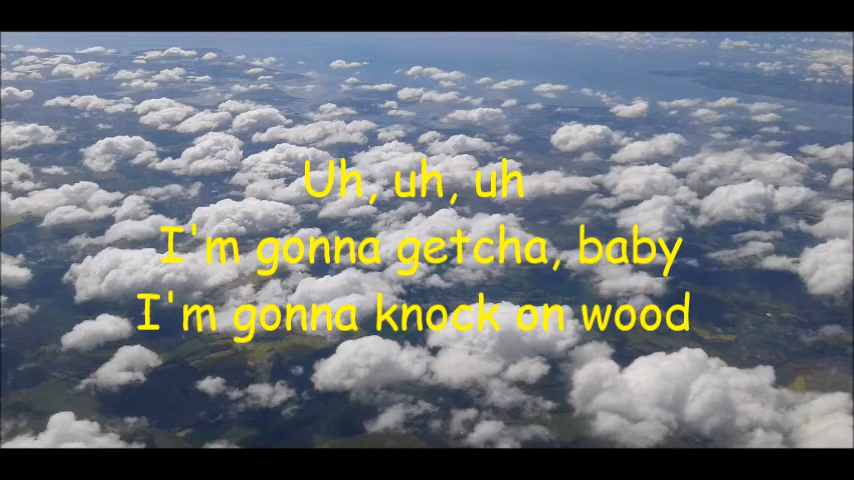 Uh, uh, uh
I'm gonna getcha, baby
I'm gonna knock on wood